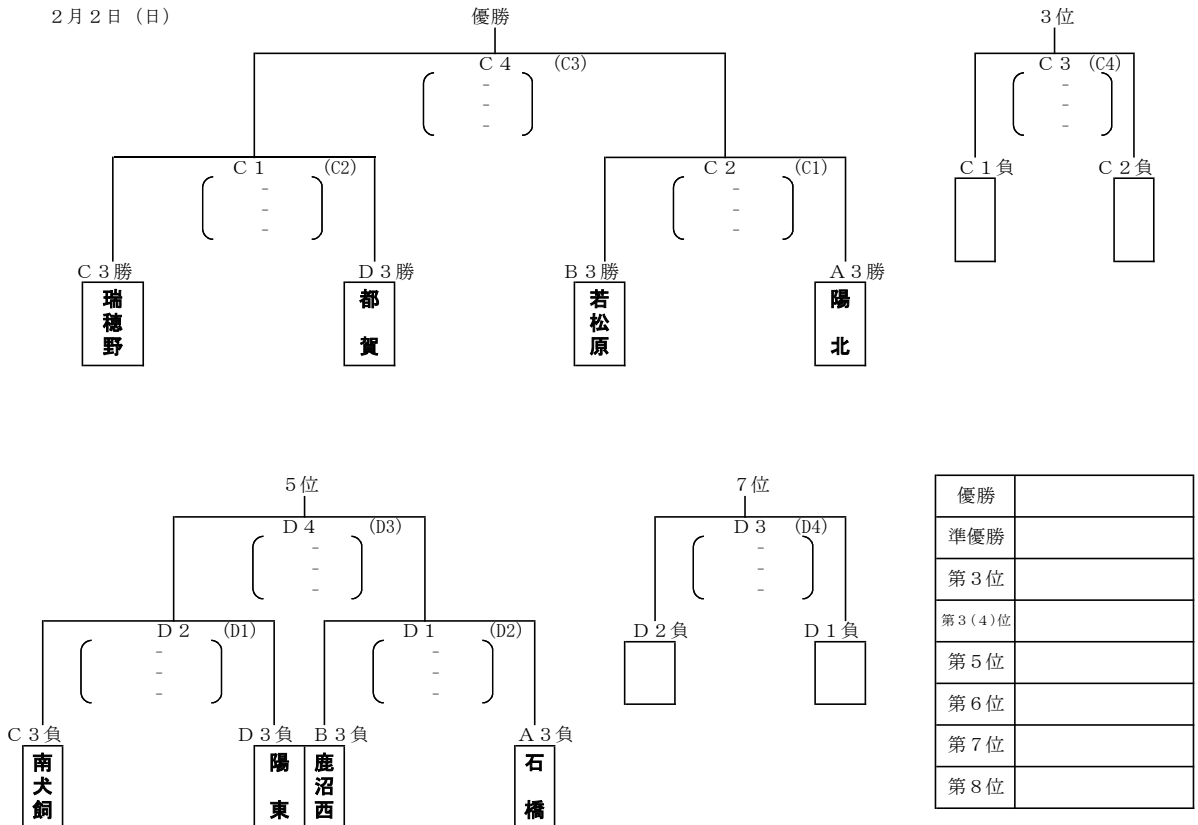 ２月２日（日）
優勝
３位
Ｃ４ (C3)
－
－
－
Ｃ３ (C4)
－
－
－
Ｃ１ (C2)
－
－
－
Ｃ２ (C1)
－
－
－
Ｃ１負
Ｃ２負
Ｃ３勝
Ｄ３勝
Ｂ３勝
Ａ３勝
瑞穂野
都賀
若松原
陽北
５位
７位
Ｄ４ (D3)
－
－
－
Ｄ３ (D4)
－
－
－
Ｄ２ (D1)
－
－
－
Ｄ１ (D2)
－
－
－
Ｄ２負
Ｄ１負
Ｃ３負
Ｄ３負
Ｂ３負
Ａ３負
南犬飼
陽東
鹿沼西
石橋
優勝
準優勝
第３位
第３(４)位
第５位
第６位
第７位
第８位